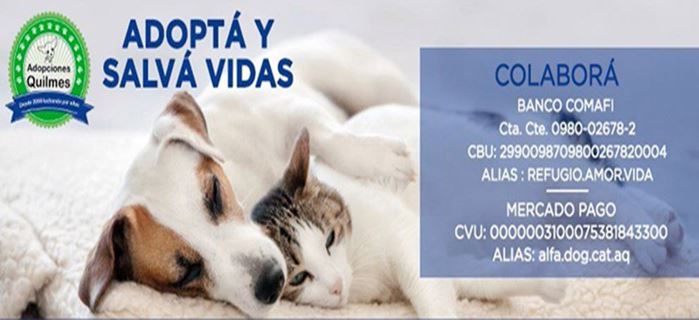 Adopciones
Quilmes
Desde 2006 luchando por ellos
ADOPTÁ Y
SALVÁ VIDAS
COLABORÁ
BANCO COMAFI
Cta. Cte. 0980-02678-2
CBU: 2990098709800267820004
ALIAS : REFUGIO.AMOR.VIDA
MERCADO PAGO
CVU: 0000003100075381843300
ALIAS: alfa.dog.cat.aq